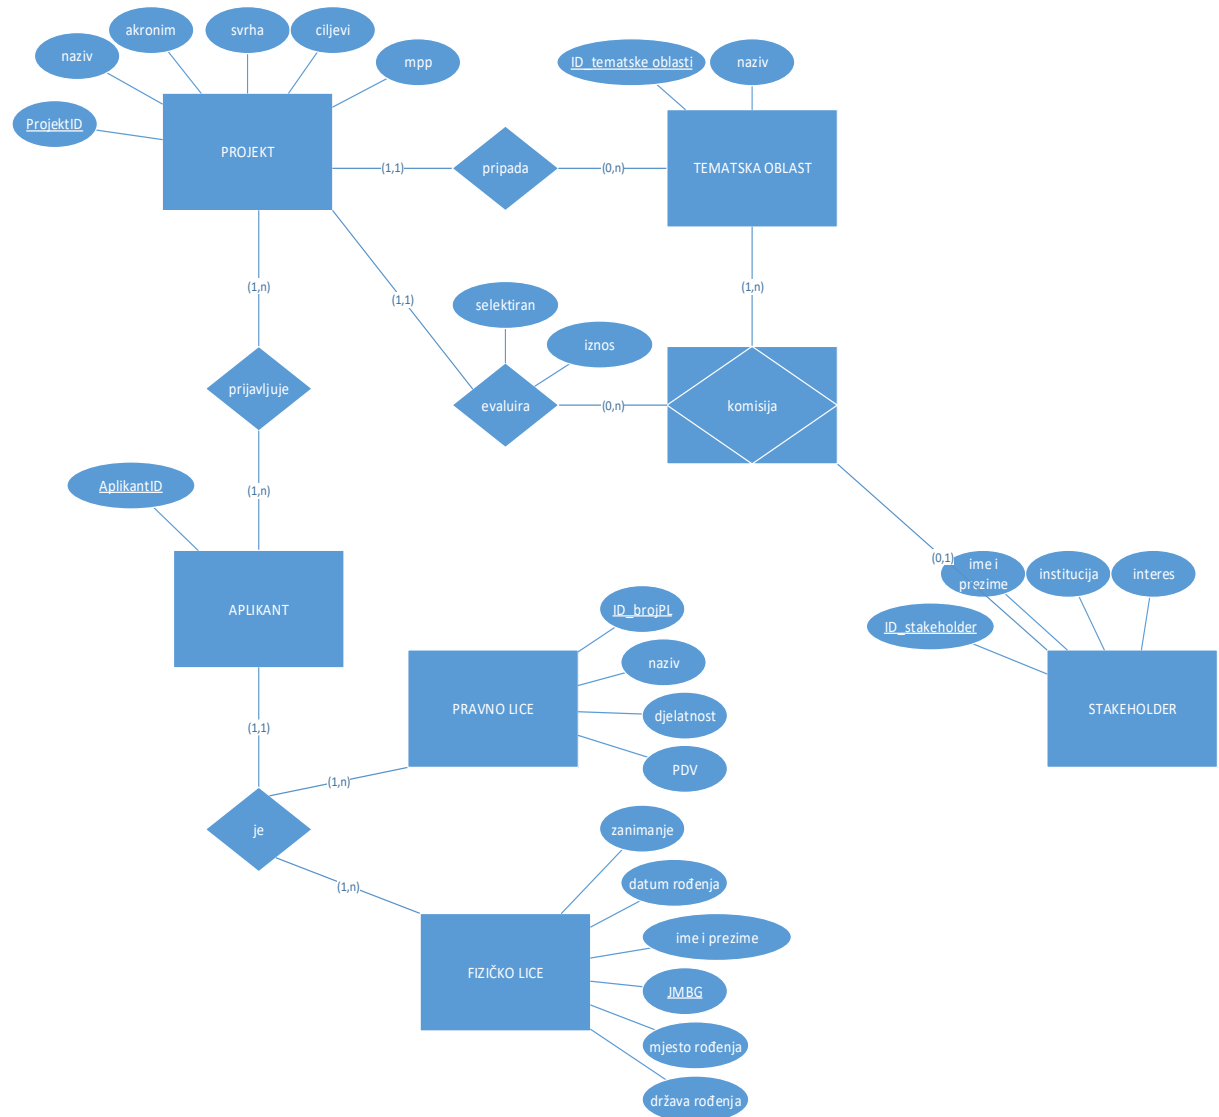 akronim
svrha
ciljevi
naziv
mpp
ProjektID
PROJEKT
ID_tematske oblasti
naziv
(1,1)
pripada
(0,n)
TEMATSKA OBLAST
(1,n)
(1,1)
(1,n)
selektiran
iznos
prijavljuje
evaluira
(0,n)
komisija
AplikantID
(1,n)
(0,1)
ime i
prezime
institucija
interes
APLIKANT
ID_brojPL
ID_stakeholder
naziv
PRAVNO LICE
djelatnost
STAKEHOLDER
(1,1)
PDV
(1,n)
je
zanimanje
(1,n)
datum rođenja
ime i prezime
FIZIČKO LICE
JMBG
mjesto rođenja
država rođenja